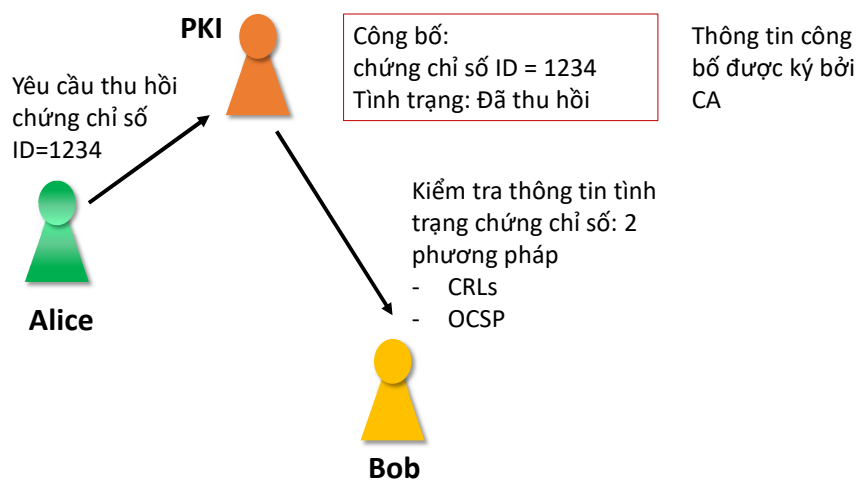 PKI
Công bố:
chứng chỉ số ID = 1234
Tình trạng: Đã thu hồi
Thông tin công
bố được ký bởi
CA
Yêu cầu thu hồi
chứng chỉ số
ID=1234
Kiểm tra thông tin tình
trạng chứng chỉ số: 2
phương pháp
- CRLs
- OCSP
Alice
Bob